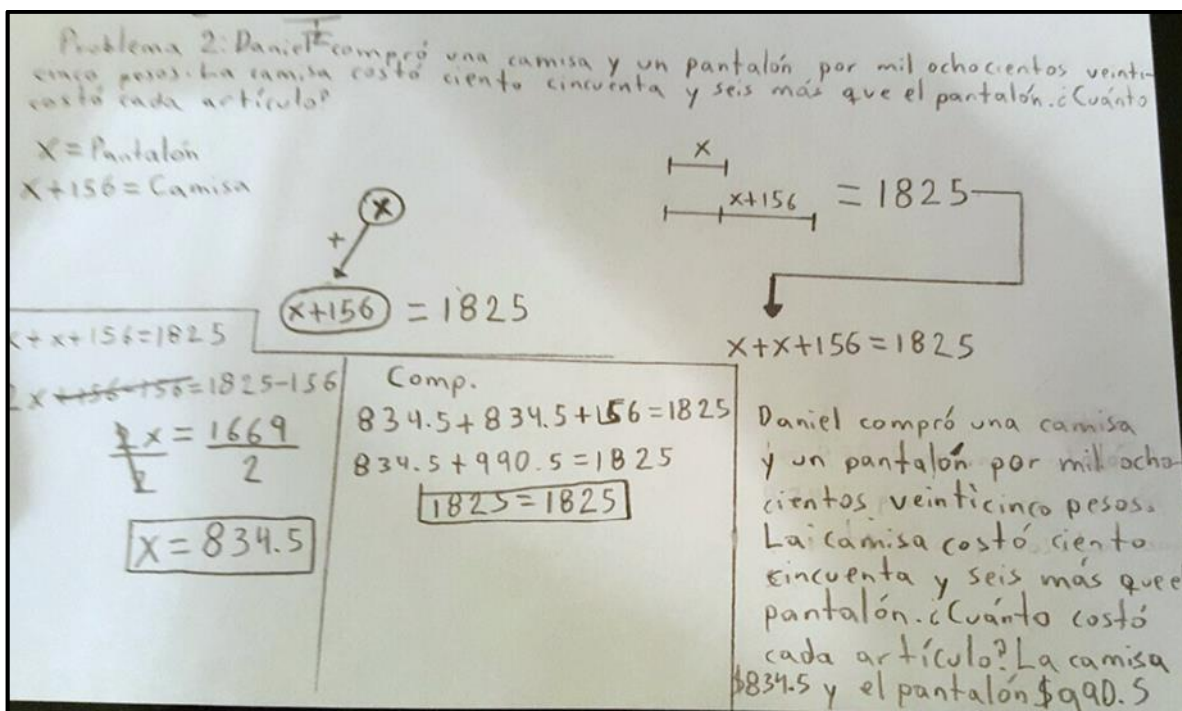 Problema 2: Daniel compró una camisa y un pantalón por mil ochocientos veinti-
cinco pesos. La camisa costó ciento cincuenta y seis más que el pantalón. ¿Cuánto
costó cada artículo?
X = Pantalón
X+156 = Camisa
x
+
x+156 = 1825
x
x+156 = 1825
x+x+156=1825
x+x+156=1825
2x +156-156=1825-156
2x = 1669
2 2
x = 834.5
Comp.
834.5+834.5+156=1825
834.5+990.5=1825
1825=1825
Daniel compró una camisa
y un pantalón por mil ocho-
cientos veinticinco pesos.
La camisa costó ciento
cincuenta y seis más que e
pantalón. ¿Cuánto costó
cada artículo? La camisa
$834.5 y el pantalón $990.5